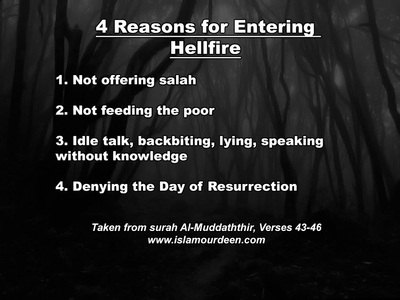 4 Reasons for Entering
Hellfire
1. Not offering salah
2. Not feeding the poor
3. Idle talk, backbiting, lying, speaking
without knowledge
4. Denying the Day of Resurrection
Taken from surah Al-Muddaththir, Verses 43-46
www.islamourdeen.com